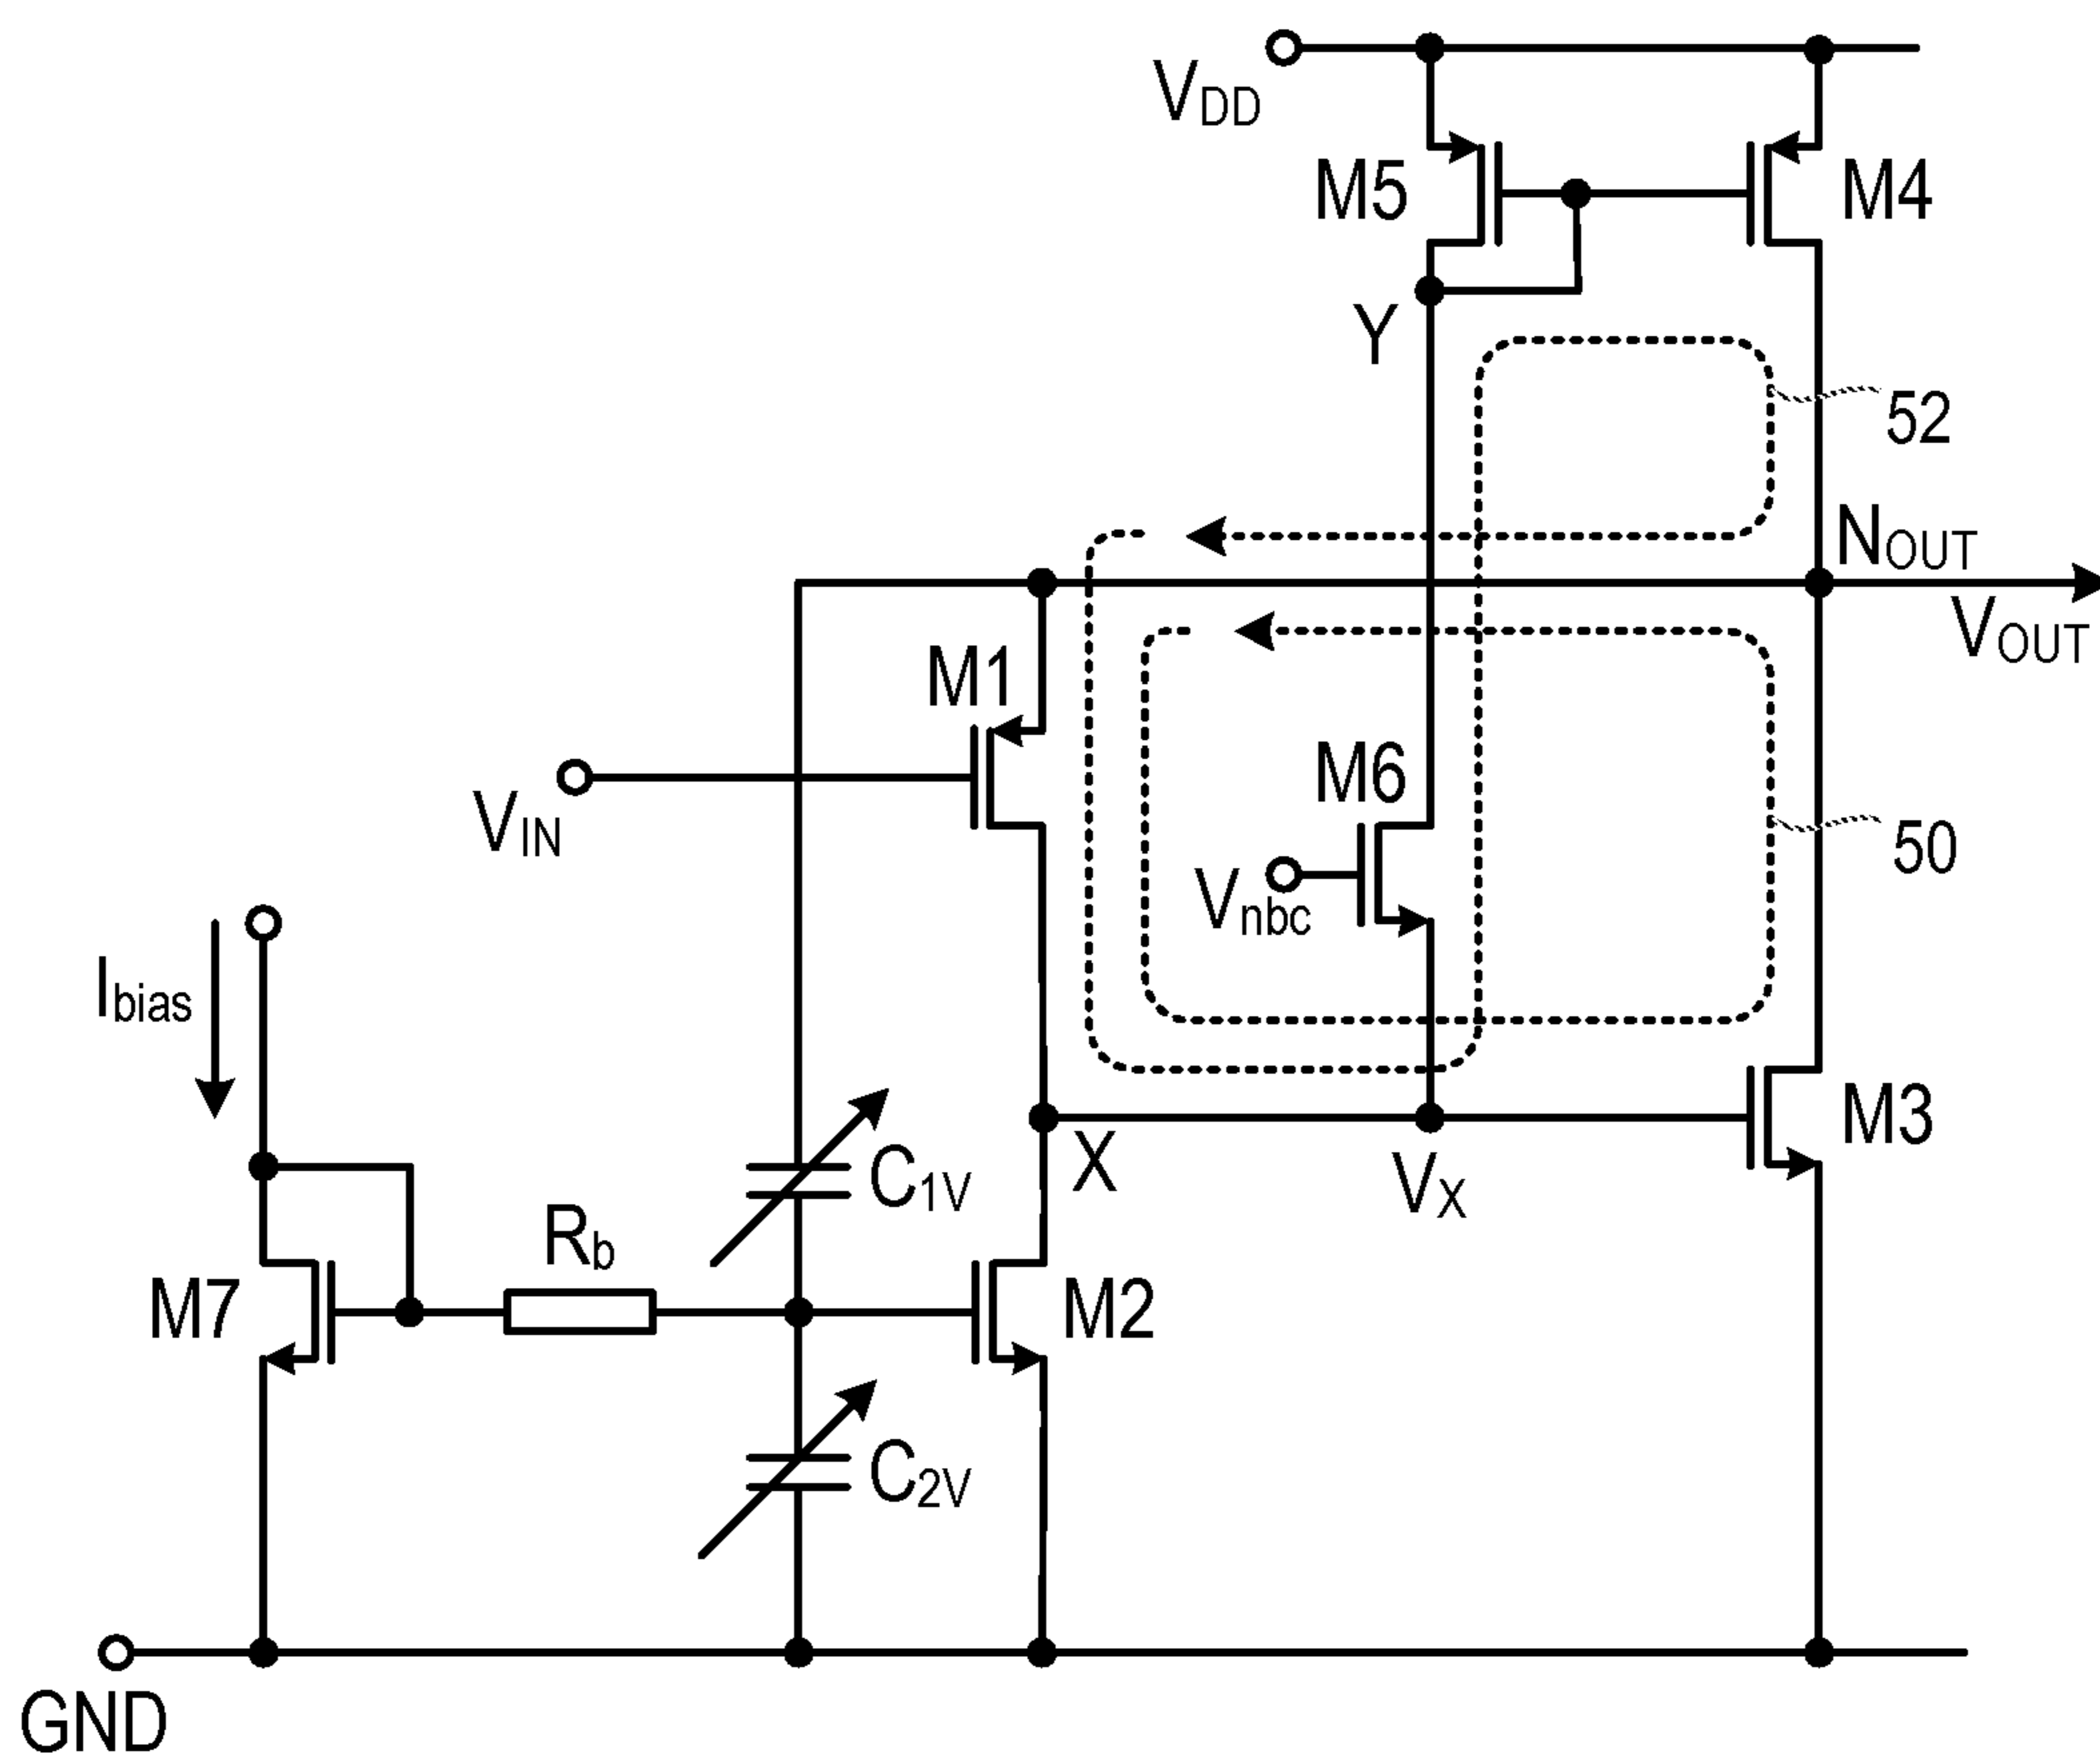 VDD
M5
M4
Y
52
NOUT
VOUT
M1
M6
VIN
50
Vnbc
Ibias
M3
X
VX
C1V
Rb
M7
M2
C2V
GND